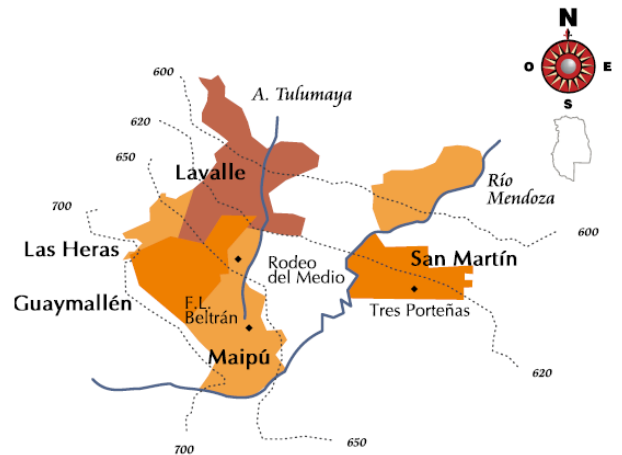 N
O
E
S
600
A. Tulumaya
620
650
Lavalle
Río
Mendoza
700
600
Las Heras
Rodeo
del Medio
San Martín
Guaymallén
F.L.
Beltrán
Tres Porteñas
Maipú
620
650
700